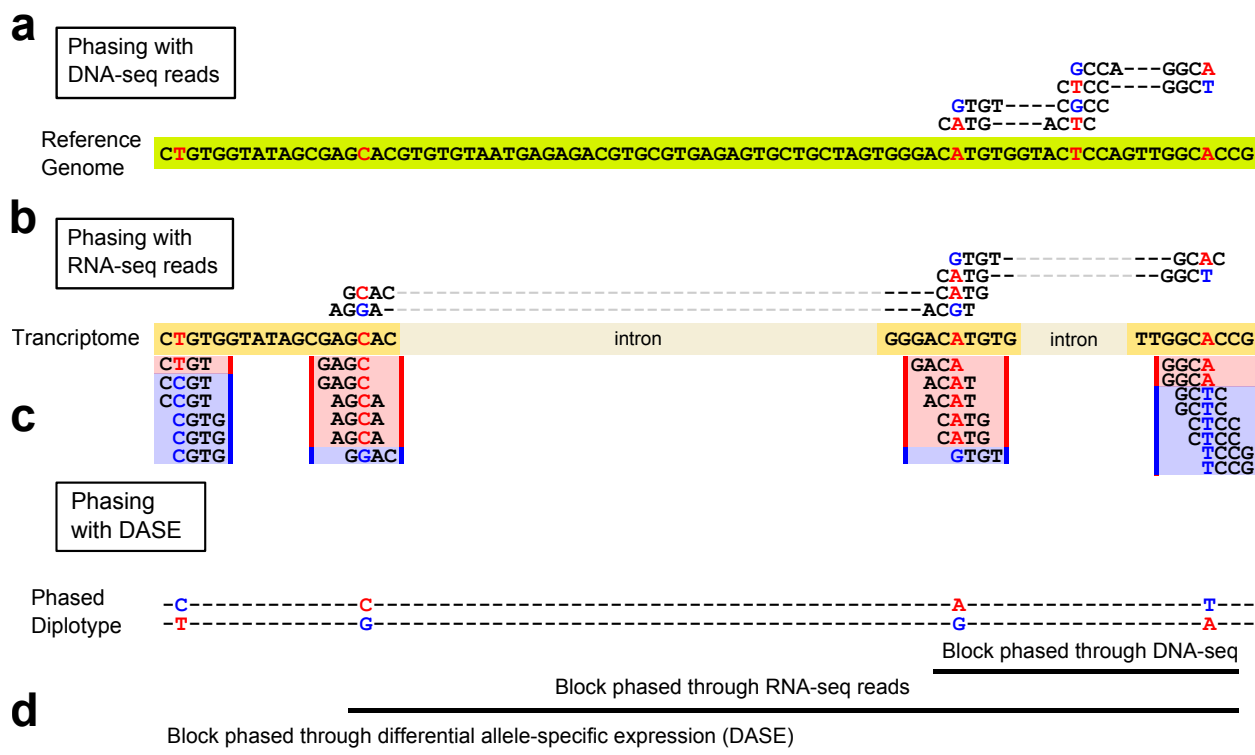 a
Phasing with
DNA-seq reads
GCCA---GGCA
CTCC----GGCT
GTGT----CGCC
CATG----ACTC
Reference
Genome
CTGTGGTATAGCGAGCACGTGTGTAATGAGAGACGTGCGTGAGAGTGCTGCTAGTGGGACATGTGGTACTCCAGTTGGCACCG
b
Phasing with
RNA-seq reads
GTGT------------GCAC
CATG-----------GGCT
GCAC----------------------------------------CATG
AGGA----------------------------------------ACGT
Trancriptome
CTGTGGTATAGCGAGCAC
intron
GGGACATGTG
intron
TTGGCACCG
CTGT GAGC GACA GGCA
CCGT GAGC ACAT GGCA
CCGT AGCA ACAT GCTC
CGTG AGCA CATG GCTC
CGTG AGCA CATG CTCC
CGTG GGAC GTGT CTCC
TCCG
TCCG
c
Phasing
with DASE
Phased
Diplotype
-C-------------C--------------------------------------------A------------------T---
-T-------------G--------------------------------------------G------------------A---
Block phased through DNA-seq
Block phased through RNA-seq reads
d
Block phased through differential allele-specific expression (DASE)